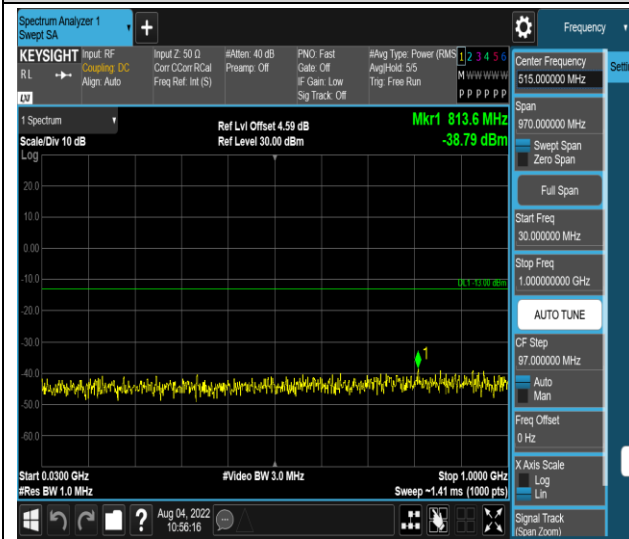 Spectrum Analyzer 1
Swept SA
+
Frequency
KEYSIGHT
RL
LXI
Input: RF
Coupling: DC
Align: Auto
Input Z: 50 Ω
Corr CCorr RCal
Freq Ref: Int (S)
#Atten: 40 dB
Preamp: Off
PNO: Fast
Gate: Off
IF Gain: Low
Sig Track: Off
#Avg Type: Power (RMS
Avg|Hold: 5/5
Trig: Free Run
1 2 3 4 5 6
M W W W W W
P P P P P P
1 Spectrum
Scale/Div 10 dB
Log
Ref Lvl Offset 4.59 dB
Ref Level 30.00 dBm
Mkr1 813.6 MHz
-38.79 dBm
20.0
10.0
0.00
-10.0
DL1 -13.00 dBm
-20.0
-30.0
1
-40.0
-50.0
-60.0
Start 0.0300 GHz
#Res BW 1.0 MHz
#Video BW 3.0 MHz
Stop 1.0000 GHz
Sweep ~1.41 ms (1000 pts)
?
Aug 04, 2022
10:56:16
Center Frequency
515.000000 MHz
Settin
Span
970.000000 MHz
Swept Span
Zero Span
Full Span
Start Freq
30.000000 MHz
Stop Freq
1.000000000 GHz
AUTO TUNE
CF Step
97.000000 MHz
Auto
Man
Freq Offset
0 Hz
X Axis Scale
Log
Lin
Signal Track
(Span Zoom)